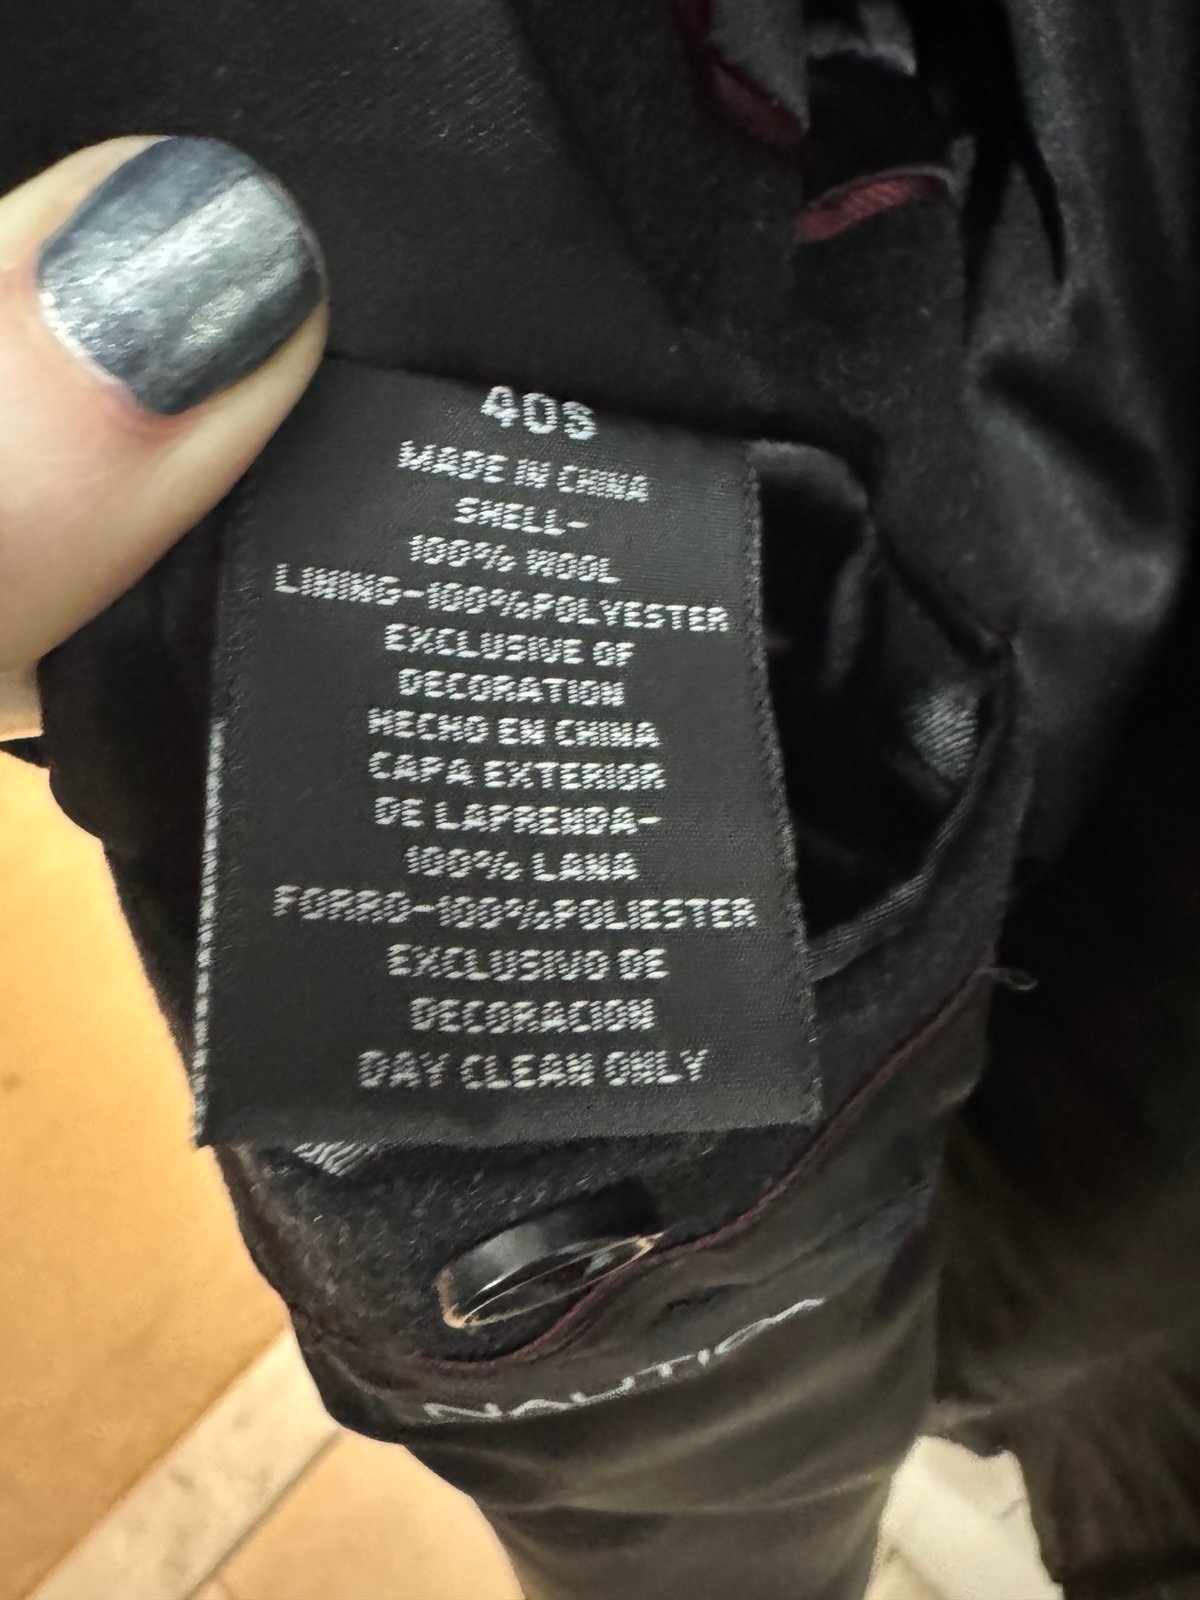 40S
MADE IN CHINA
SHELL-
100% WOOL
LINING-100%POLYESTER
EXCLUSIVE OF
DECORATION
HECHO EN CHINA
CAPA EXTERIOR
DE LAPRENDA-
100% LANA
FORRO-100%POLIESTER
EXCLUSIVO DE
DECORACION
DAY CLEAN ONLY
NAUTICA